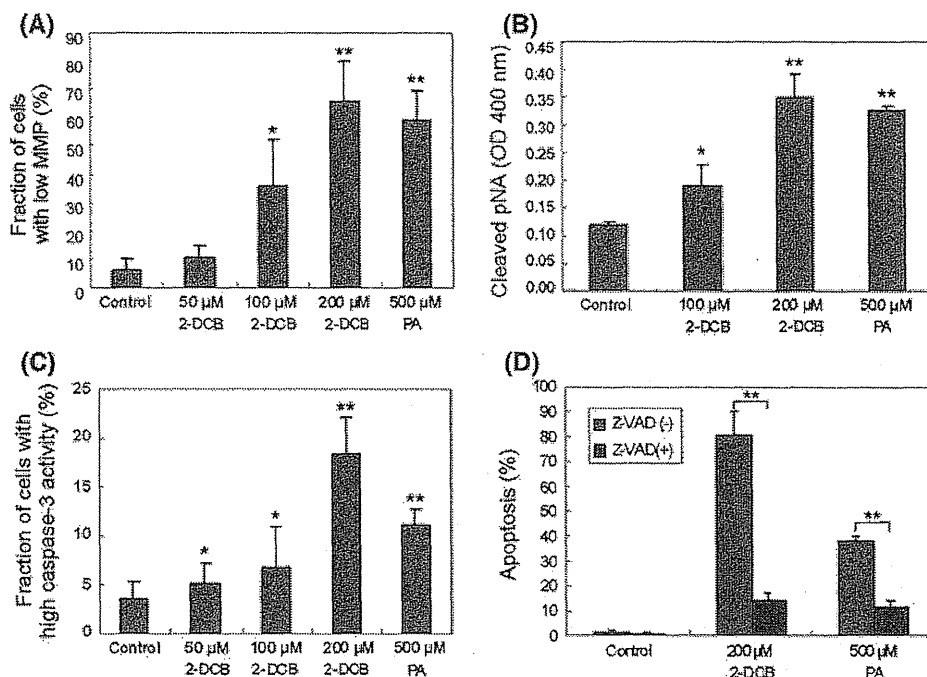 (A)
Fraction of cells
with low MMP (%)
90
80
70
60
50
40
30
20
10
0
*
**
**
Control
50 µM
2-DCB
100 µM
2-DCB
200 µM
2-DCB
500 µM
PA
(B)
Cleaved pNA (OD 400 nm)
0.45
0.40
0.35
0.30
0.25
0.20
0.15
0.10
0.05
0.00
*
**
**
Control
100 µM
2-DCB
200 µM
2-DCB
500 µM
PA
(C)
Fraction of cells with
high caspase-3 activity (%)
25
20
15
10
5
0
*
*
**
**
Control
50 µM
2-DCB
100 µM
2-DCB
200 µM
2-DCB
500 µM
PA
(D)
Apoptosis (%)
100
90
80
70
60
50
40
30
20
10
0
Z-VAD (-)
Z-VAD(+)
**
**
Control
200 µM
2-DCB
500 µM
PA